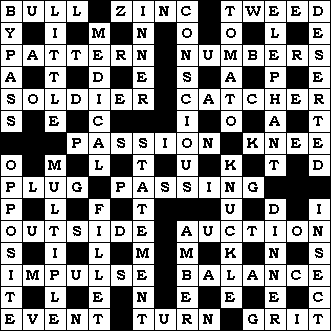 BULL ZINC TWEED
Y I M N O O L E
PATTERN NUMBERS
A T D E S A P E
SOLDIER CATCHER
S E C I O A T
PASSION KNEE
O M L T U K T D
PLUG PASSING
P L F T U D I
OUTSIDE AUCTION
S I L M M K N S
IMPULSE BALANCE
T L E N E E E C
EVENT TURN GRIT